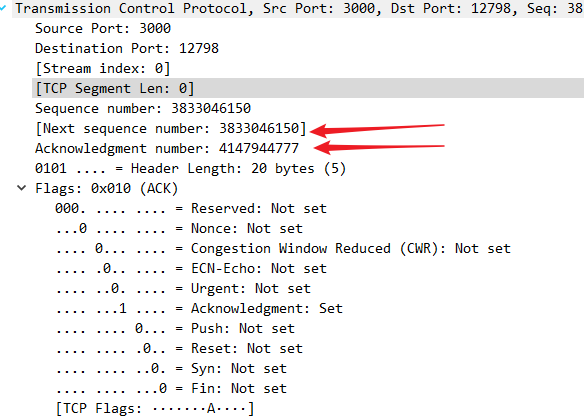 Transmission Control Protocol, Src Port: 3000, Dst Port: 12798, Seq: 38
Source Port: 3000
Destination Port: 12798
[Stream index: 0]
[TCP Segment Len: 0]
Sequence number: 3833046150
[Next sequence number: 3833046150]
Acknowledgment number: 4147944777
0101 .... = Header Length: 20 bytes (5)
Flags: 0x010 (ACK)
000. .... .... = Reserved: Not set
...0 .... .... = Nonce: Not set
.... 0... .... = Congestion Window Reduced (CWR): Not set
.... .0.. .... = ECN-Echo: Not set
.... ..0. .... = Urgent: Not set
.... ...1 .... = Acknowledgment: Set
.... .... 0... = Push: Not set
.... .... .0.. = Reset: Not set
.... .... ..0. = Syn: Not set
.... .... ...0 = Fin: Not set
[TCP Flags: ·······A····]